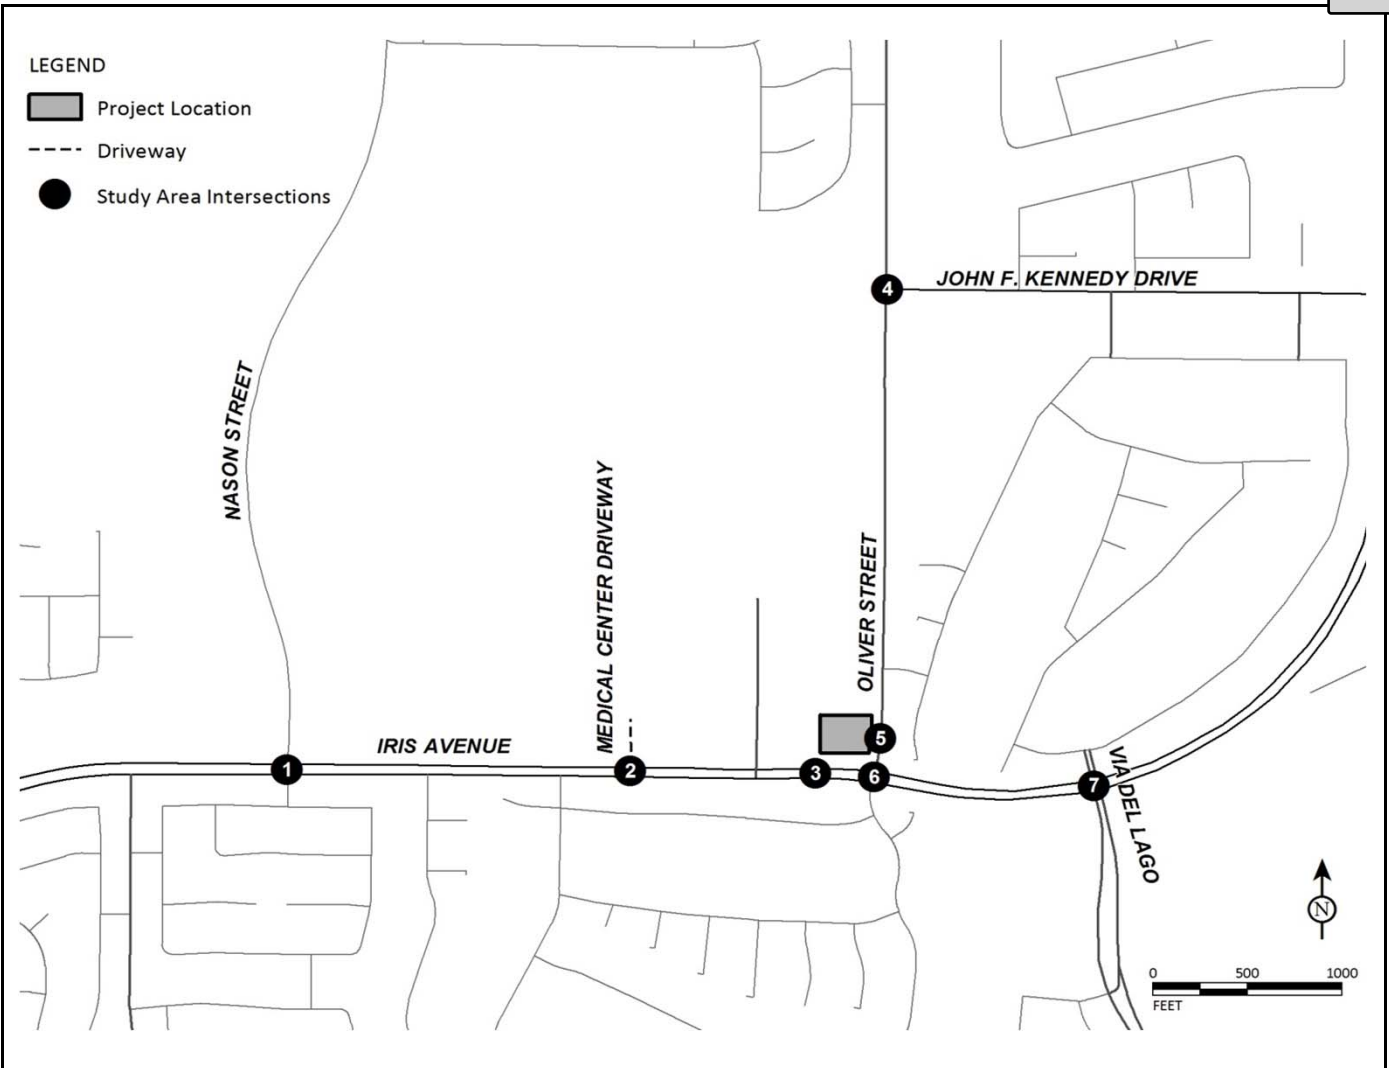 LEGEND
Project Location
Driveway
Study Area Intersections
4
JOHN F. KENNEDY DRIVE
NASON STREET
MEDICAL CENTER DRIVEWAY
OLIVER STREET
IRIS AVENUE
1
2
3
5
6
7
VIA DEL LAGO
N
0 500 1000
FEET